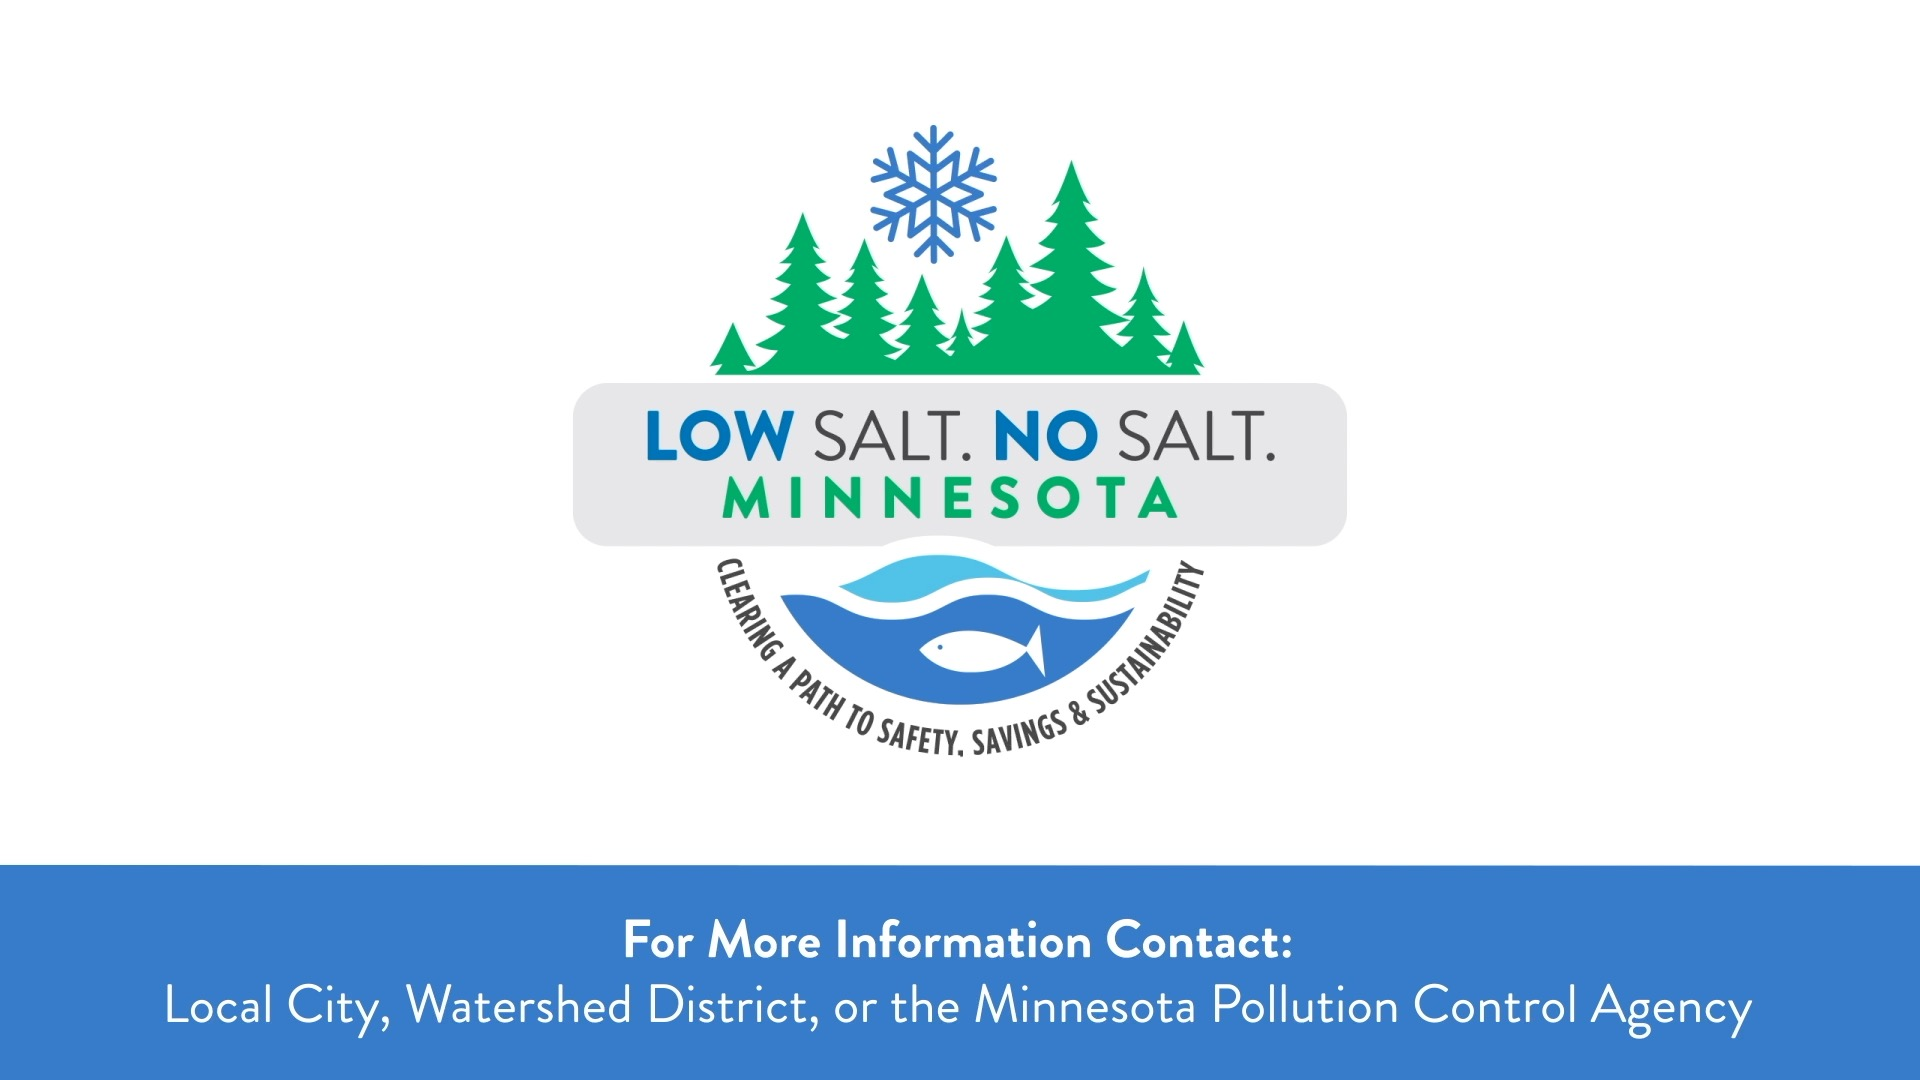 LOW SALT. NO SALT.
MINNESOTA
CLEARING A PATH TO SAFETY, SAVINGS & SUSTAINABILITY
For More Information Contact:
Local City, Watershed District, or the Minnesota Pollution Control Agency